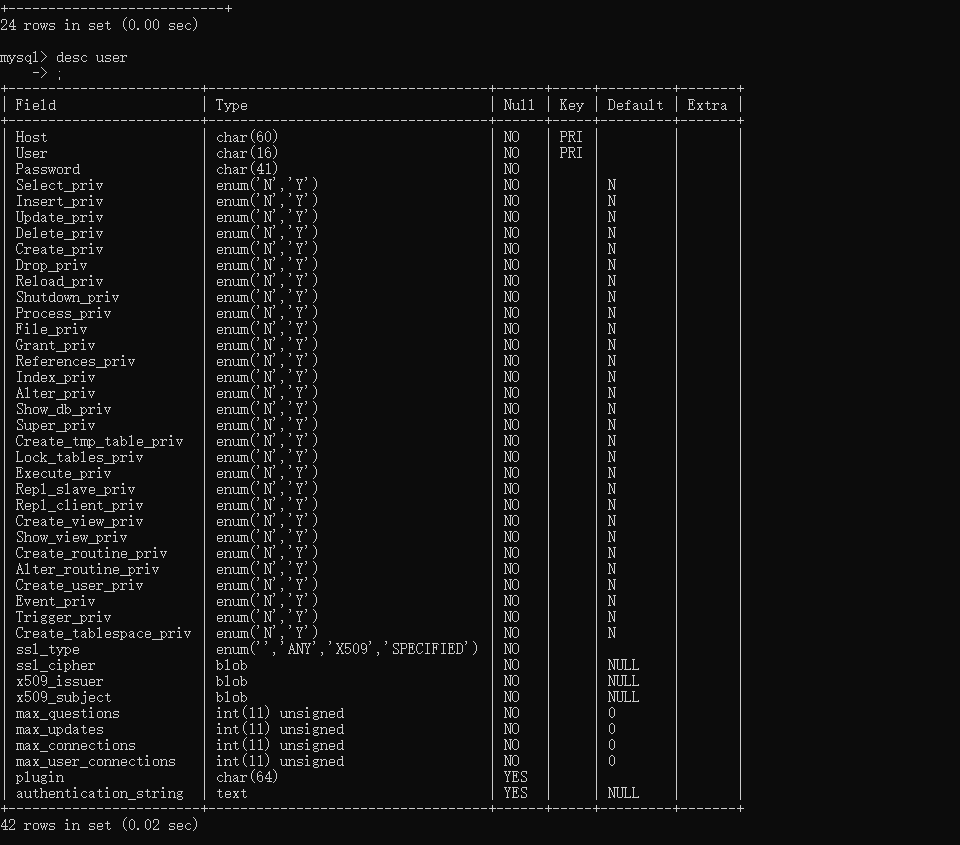 +---------------------------+
24 rows in set (0.00 sec)
mysql> desc user
    -> ;
+------------------------+-----------------------------------+------+-----+---------+-------+
| Field                  | Type                              | Null | Key | Default | Extra |
+------------------------+-----------------------------------+------+-----+---------+-------+
| Host                   | char(60)                          | NO   | PRI |         |       |
| User                   | char(16)                          | NO   | PRI |         |       |
| Password               | char(41)                          | NO   |     |         |       |
| Select_priv            | enum('N','Y')                     | NO   |     | N       |       |
| Insert_priv            | enum('N','Y')                     | NO   |     | N       |       |
| Update_priv            | enum('N','Y')                     | NO   |     | N       |       |
| Delete_priv            | enum('N','Y')                     | NO   |     | N       |       |
| Create_priv            | enum('N','Y')                     | NO   |     | N       |       |
| Drop_priv              | enum('N','Y')                     | NO   |     | N       |       |
| Reload_priv            | enum('N','Y')                     | NO   |     | N       |       |
| Shutdown_priv          | enum('N','Y')                     | NO   |     | N       |       |
| Process_priv           | enum('N','Y')                     | NO   |     | N       |       |
| File_priv              | enum('N','Y')                     | NO   |     | N       |       |
| Grant_priv             | enum('N','Y')                     | NO   |     | N       |       |
| References_priv        | enum('N','Y')                     | NO   |     | N       |       |
| Index_priv             | enum('N','Y')                     | NO   |     | N       |       |
| Alter_priv             | enum('N','Y')                     | NO   |     | N       |       |
| Show_db_priv           | enum('N','Y')                     | NO   |     | N       |       |
| Super_priv             | enum('N','Y')                     | NO   |     | N       |       |
| Create_tmp_table_priv  | enum('N','Y')                     | NO   |     | N       |       |
| Lock_tables_priv       | enum('N','Y')                     | NO   |     | N       |       |
| Execute_priv           | enum('N','Y')                     | NO   |     | N       |       |
| Repl_slave_priv        | enum('N','Y')                     | NO   |     | N       |       |
| Repl_client_priv       | enum('N','Y')                     | NO   |     | N       |       |
| Create_view_priv       | enum('N','Y')                     | NO   |     | N       |       |
| Show_view_priv         | enum('N','Y')                     | NO   |     | N       |       |
| Create_routine_priv    | enum('N','Y')                     | NO   |     | N       |       |
| Alter_routine_priv     | enum('N','Y')                     | NO   |     | N       |       |
| Create_user_priv       | enum('N','Y')                     | NO   |     | N       |       |
| Event_priv             | enum('N','Y')                     | NO   |     | N       |       |
| Trigger_priv           | enum('N','Y')                     | NO   |     | N       |       |
| Create_tablespace_priv | enum('N','Y')                     | NO   |     | N       |       |
| ssl_type               | enum('','ANY','X509','SPECIFIED') | NO   |     |         |       |
| ssl_cipher             | blob                              | NO   |     | NULL    |       |
| x509_issuer            | blob                              | NO   |     | NULL    |       |
| x509_subject           | blob                              | NO   |     | NULL    |       |
| max_questions          | int(11) unsigned                  | NO   |     | 0       |       |
| max_updates            | int(11) unsigned                  | NO   |     | 0       |       |
| max_connections        | int(11) unsigned                  | NO   |     | 0       |       |
| max_user_connections   | int(11) unsigned                  | NO   |     | 0       |       |
| plugin                 | char(64)                          | YES  |     |         |       |
| authentication_string  | text                              | YES  |     | NULL    |       |
+------------------------+-----------------------------------+------+-----+---------+-------+
42 rows in set (0.02 sec)